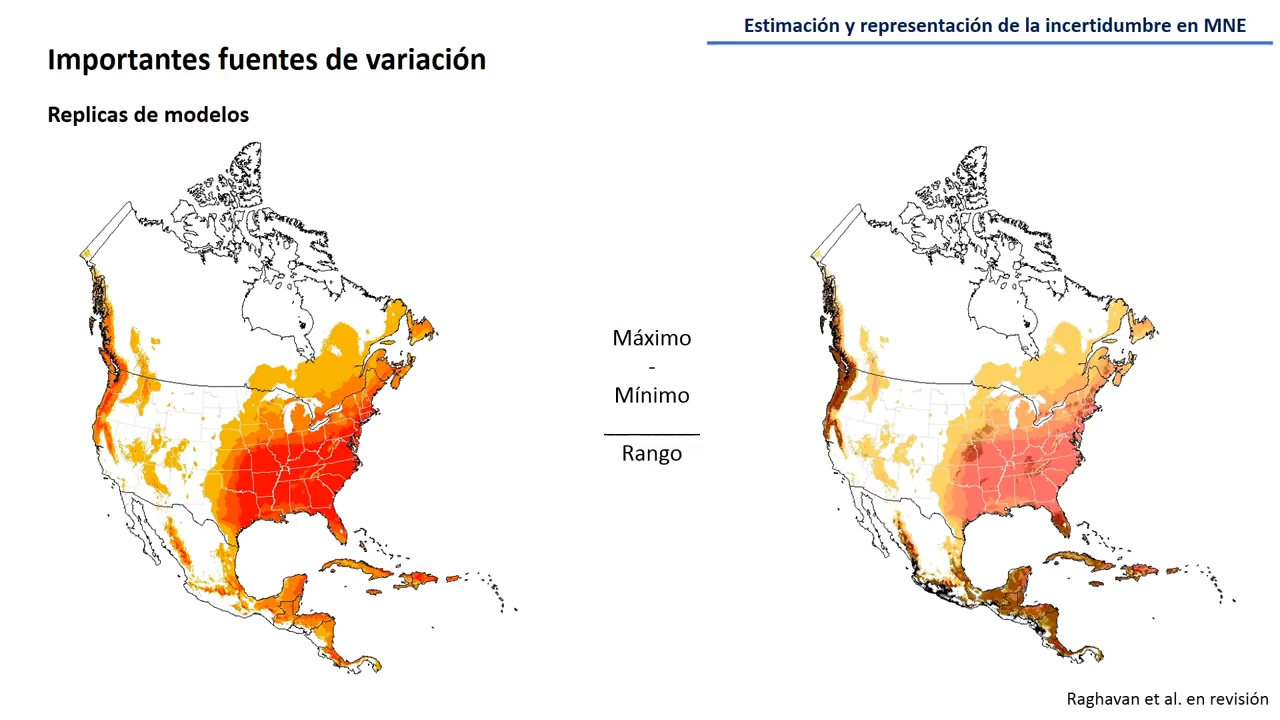 Estimación y representación de la incertidumbre en MNE
Importantes fuentes de variación
Replicas de modelos
Máximo
-
Mínimo
Rango
Raghavan et al. en revisión